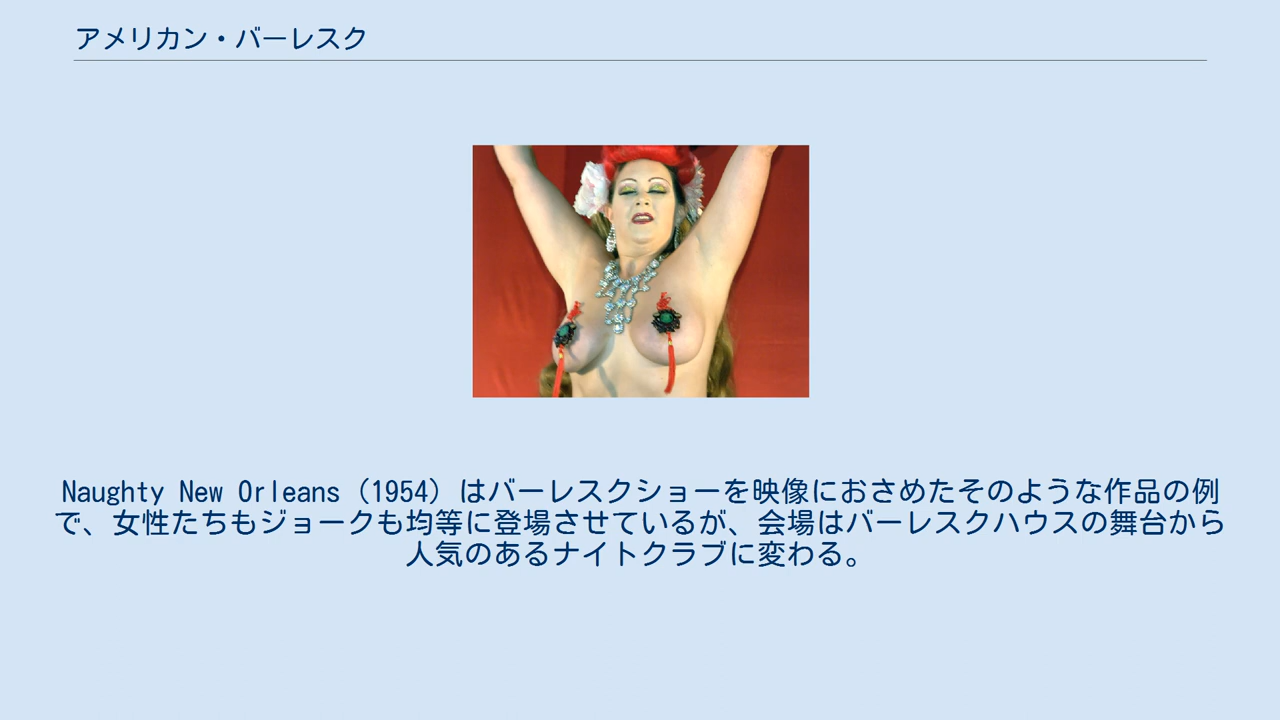 アメリカン・バーレスク
Naughty New Orleans (1954) はバーレスクショーを映像におさめたそのような作品の例
で、女性たちもジョークも均等に登場させているが、会場はバーレスクハウスの舞台から
人気のあるナイトクラブに変わる。